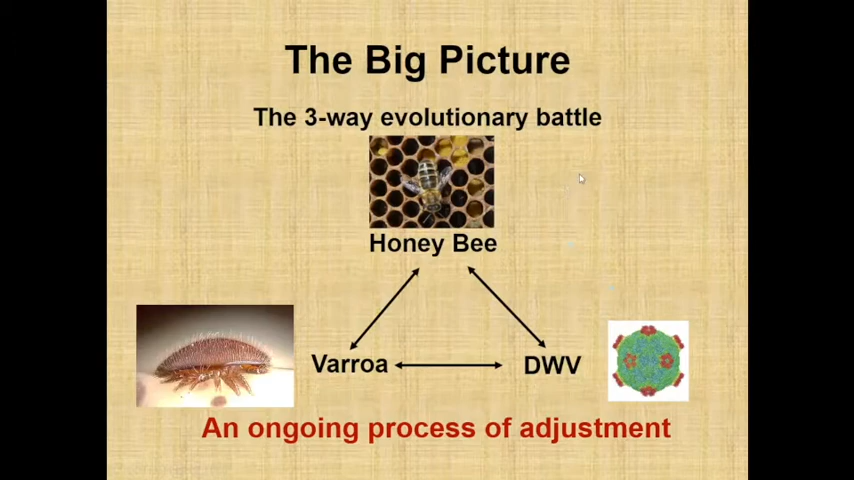 The Big Picture
The 3-way evolutionary battle
Honey Bee
Varroa
DWV
An ongoing process of adjustment